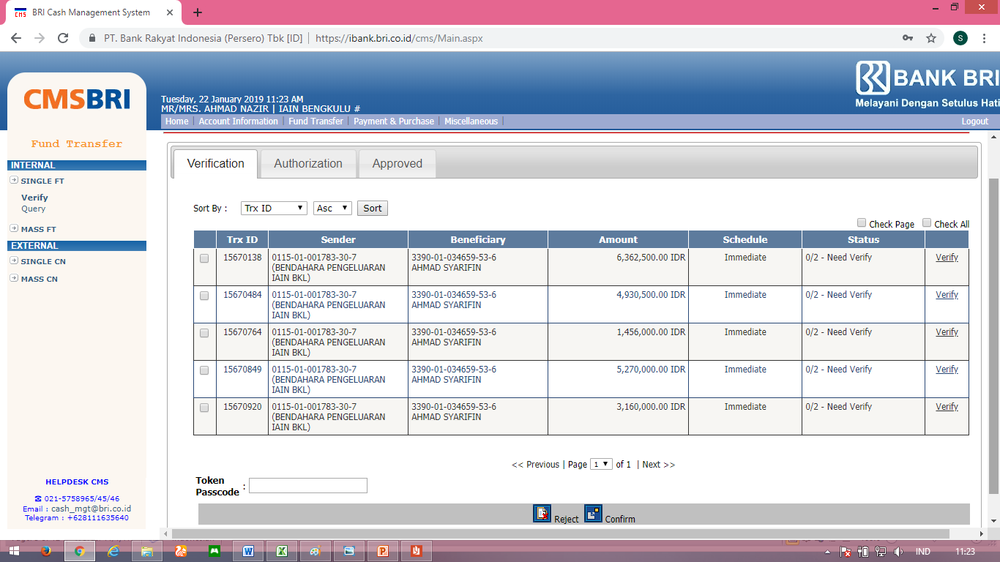 BRI Cash Management System
PT. Bank Rakyat Indonesia (Persero) Tbk [ID] | https://ibank.bri.co.id/cms/Main.aspx
S
CMSBRI
Tuesday, 22 January 2019 11:23 AM
MR/MRS. AHMAD NAZIR | IAIN BENGKULU #
BANK BRI
Melayani Dengan Setulus Hati
Home | Account Information | Fund Transfer | Payment & Purchase | Miscellaneous |
Logout
Fund Transfer
INTERNAL
SINGLE FT
Verify
Query
MASS FT
EXTERNAL
SINGLE CN
MASS CN
HELPDESK CMS
☎ 021-5758965/45/46
Email : cash_mgt@bri.co.id
Telegram : +628111635640
Verification Authorization Approved
Sort By : Trx ID Asc Sort
Check Page Check All
Trx ID Sender Beneficiary Amount Schedule Status
15670138 0115-01-001783-30-7 3390-01-034659-53-6 6,362,500.00 IDR Immediate 0/2 - Need Verify Verify
(BENDAHARA PENGELUARAN AHMAD SYARIFIN
IAIN BKL)
15670484 0115-01-001783-30-7 3390-01-034659-53-6 4,930,500.00 IDR Immediate 0/2 - Need Verify Verify
(BENDAHARA PENGELUARAN AHMAD SYARIFIN
IAIN BKL)
15670764 0115-01-001783-30-7 3390-01-034659-53-6 1,456,000.00 IDR Immediate 0/2 - Need Verify Verify
(BENDAHARA PENGELUARAN AHMAD SYARIFIN
IAIN BKL)
15670849 0115-01-001783-30-7 3390-01-034659-53-6 5,270,000.00 IDR Immediate 0/2 - Need Verify Verify
(BENDAHARA PENGELUARAN AHMAD SYARIFIN
IAIN BKL)
15670920 0115-01-001783-30-7 3390-01-034659-53-6 3,160,000.00 IDR Immediate 0/2 - Need Verify Verify
(BENDAHARA PENGELUARAN AHMAD SYARIFIN
IAIN BKL)
<< Previous | Page 1 of 1 | Next >>
Token
Passcode :
Reject Confirm
IND 11:23